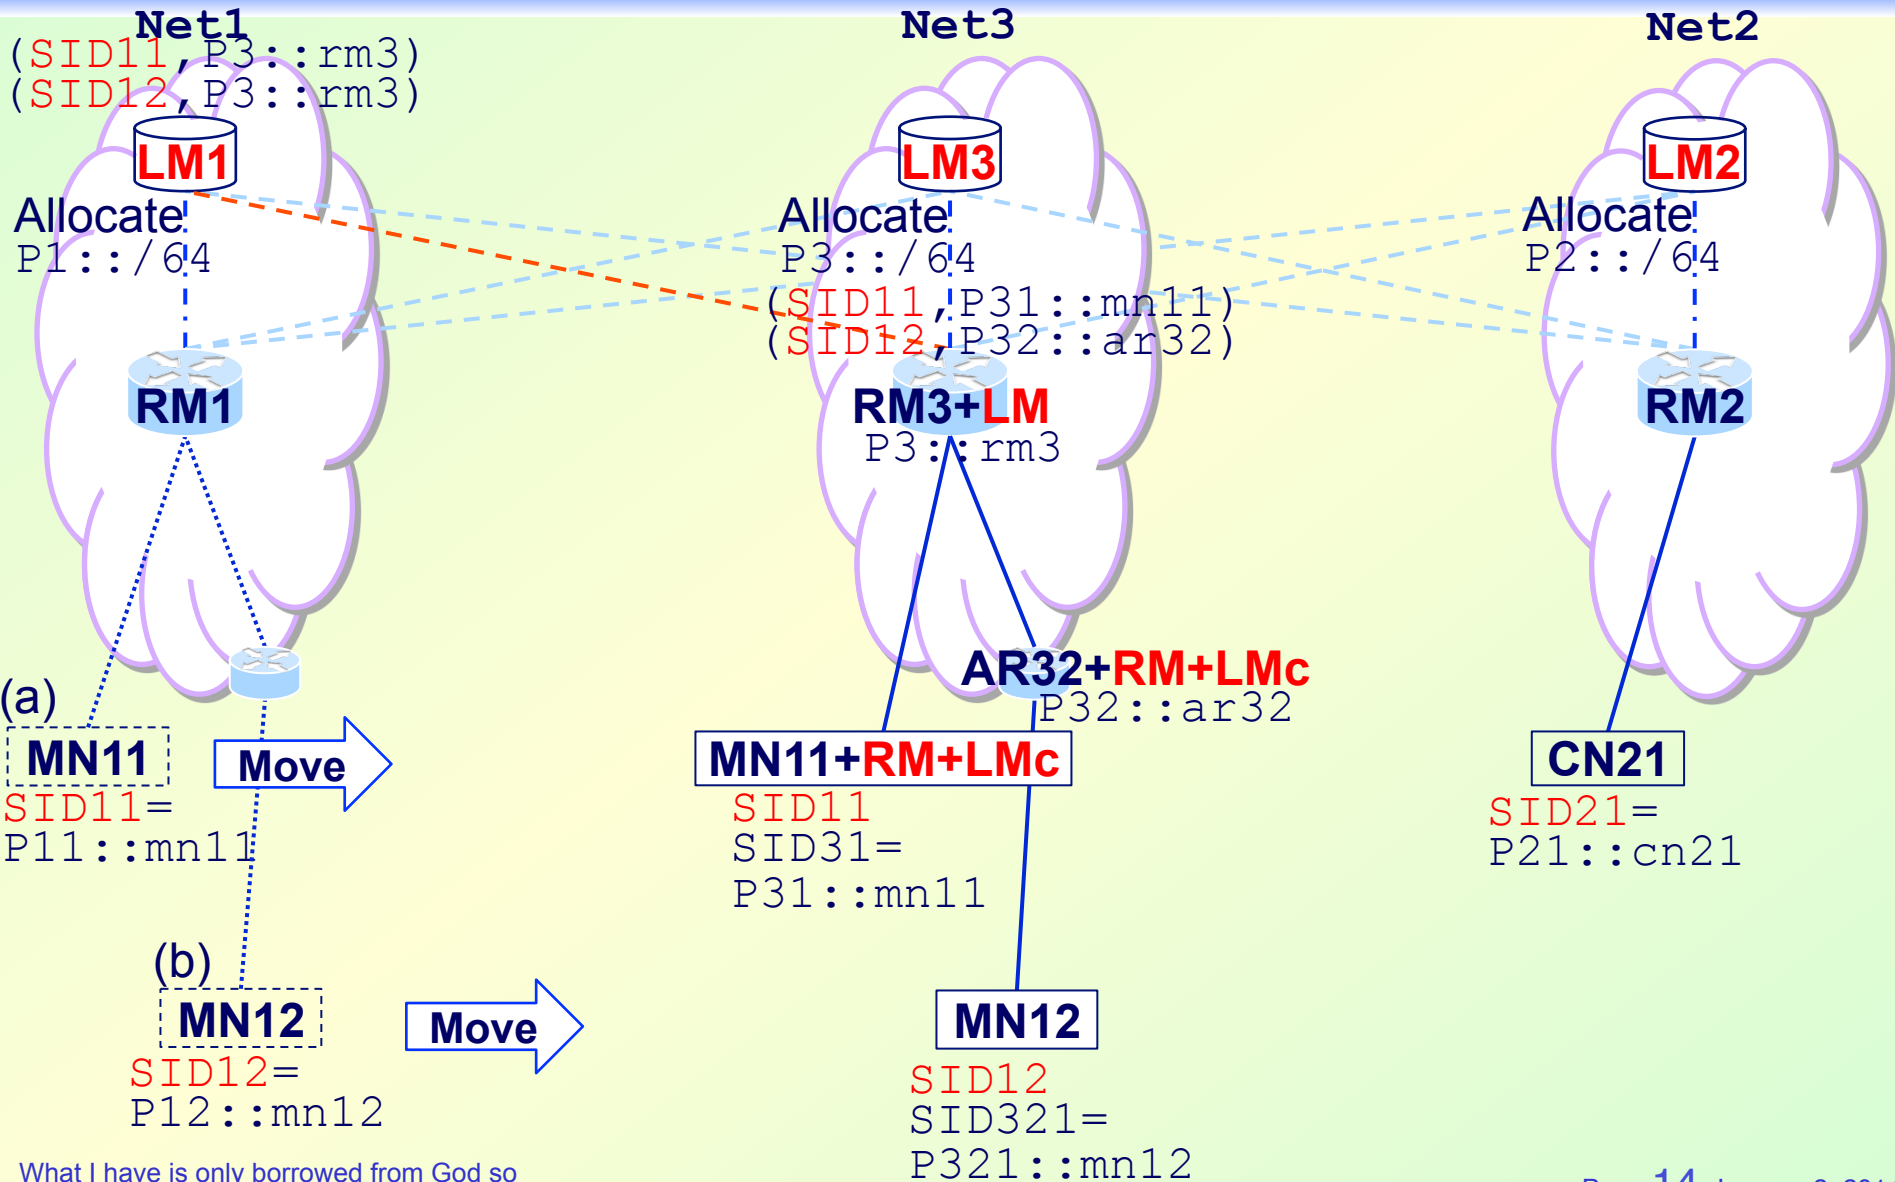 Net1
(SID11,P3::rm3)
(SID12,P3::rm3)
LM1
Allocate
P1::/64
RM1
(a)
MN11
SID11=
P11::mn11
Move
(b)
MN12
SID12=
P12::mn12
Move
Net3
LM3
Allocate
P3::/64
(SID11,P31::mn11)
(SID12,P32::ar32)
RM3+LM
P3::rm3
AR32+RM+LMc
P32::ar32
MN11+RM+LMc
SID11
SID31=
P31::mn11
MN12
SID12
SID321=
P321::mn12
Net2
LM2
Allocate
P2::/64
RM2
CN21
SID21=
P21::cn21
What I have is only borrowed from God so
14